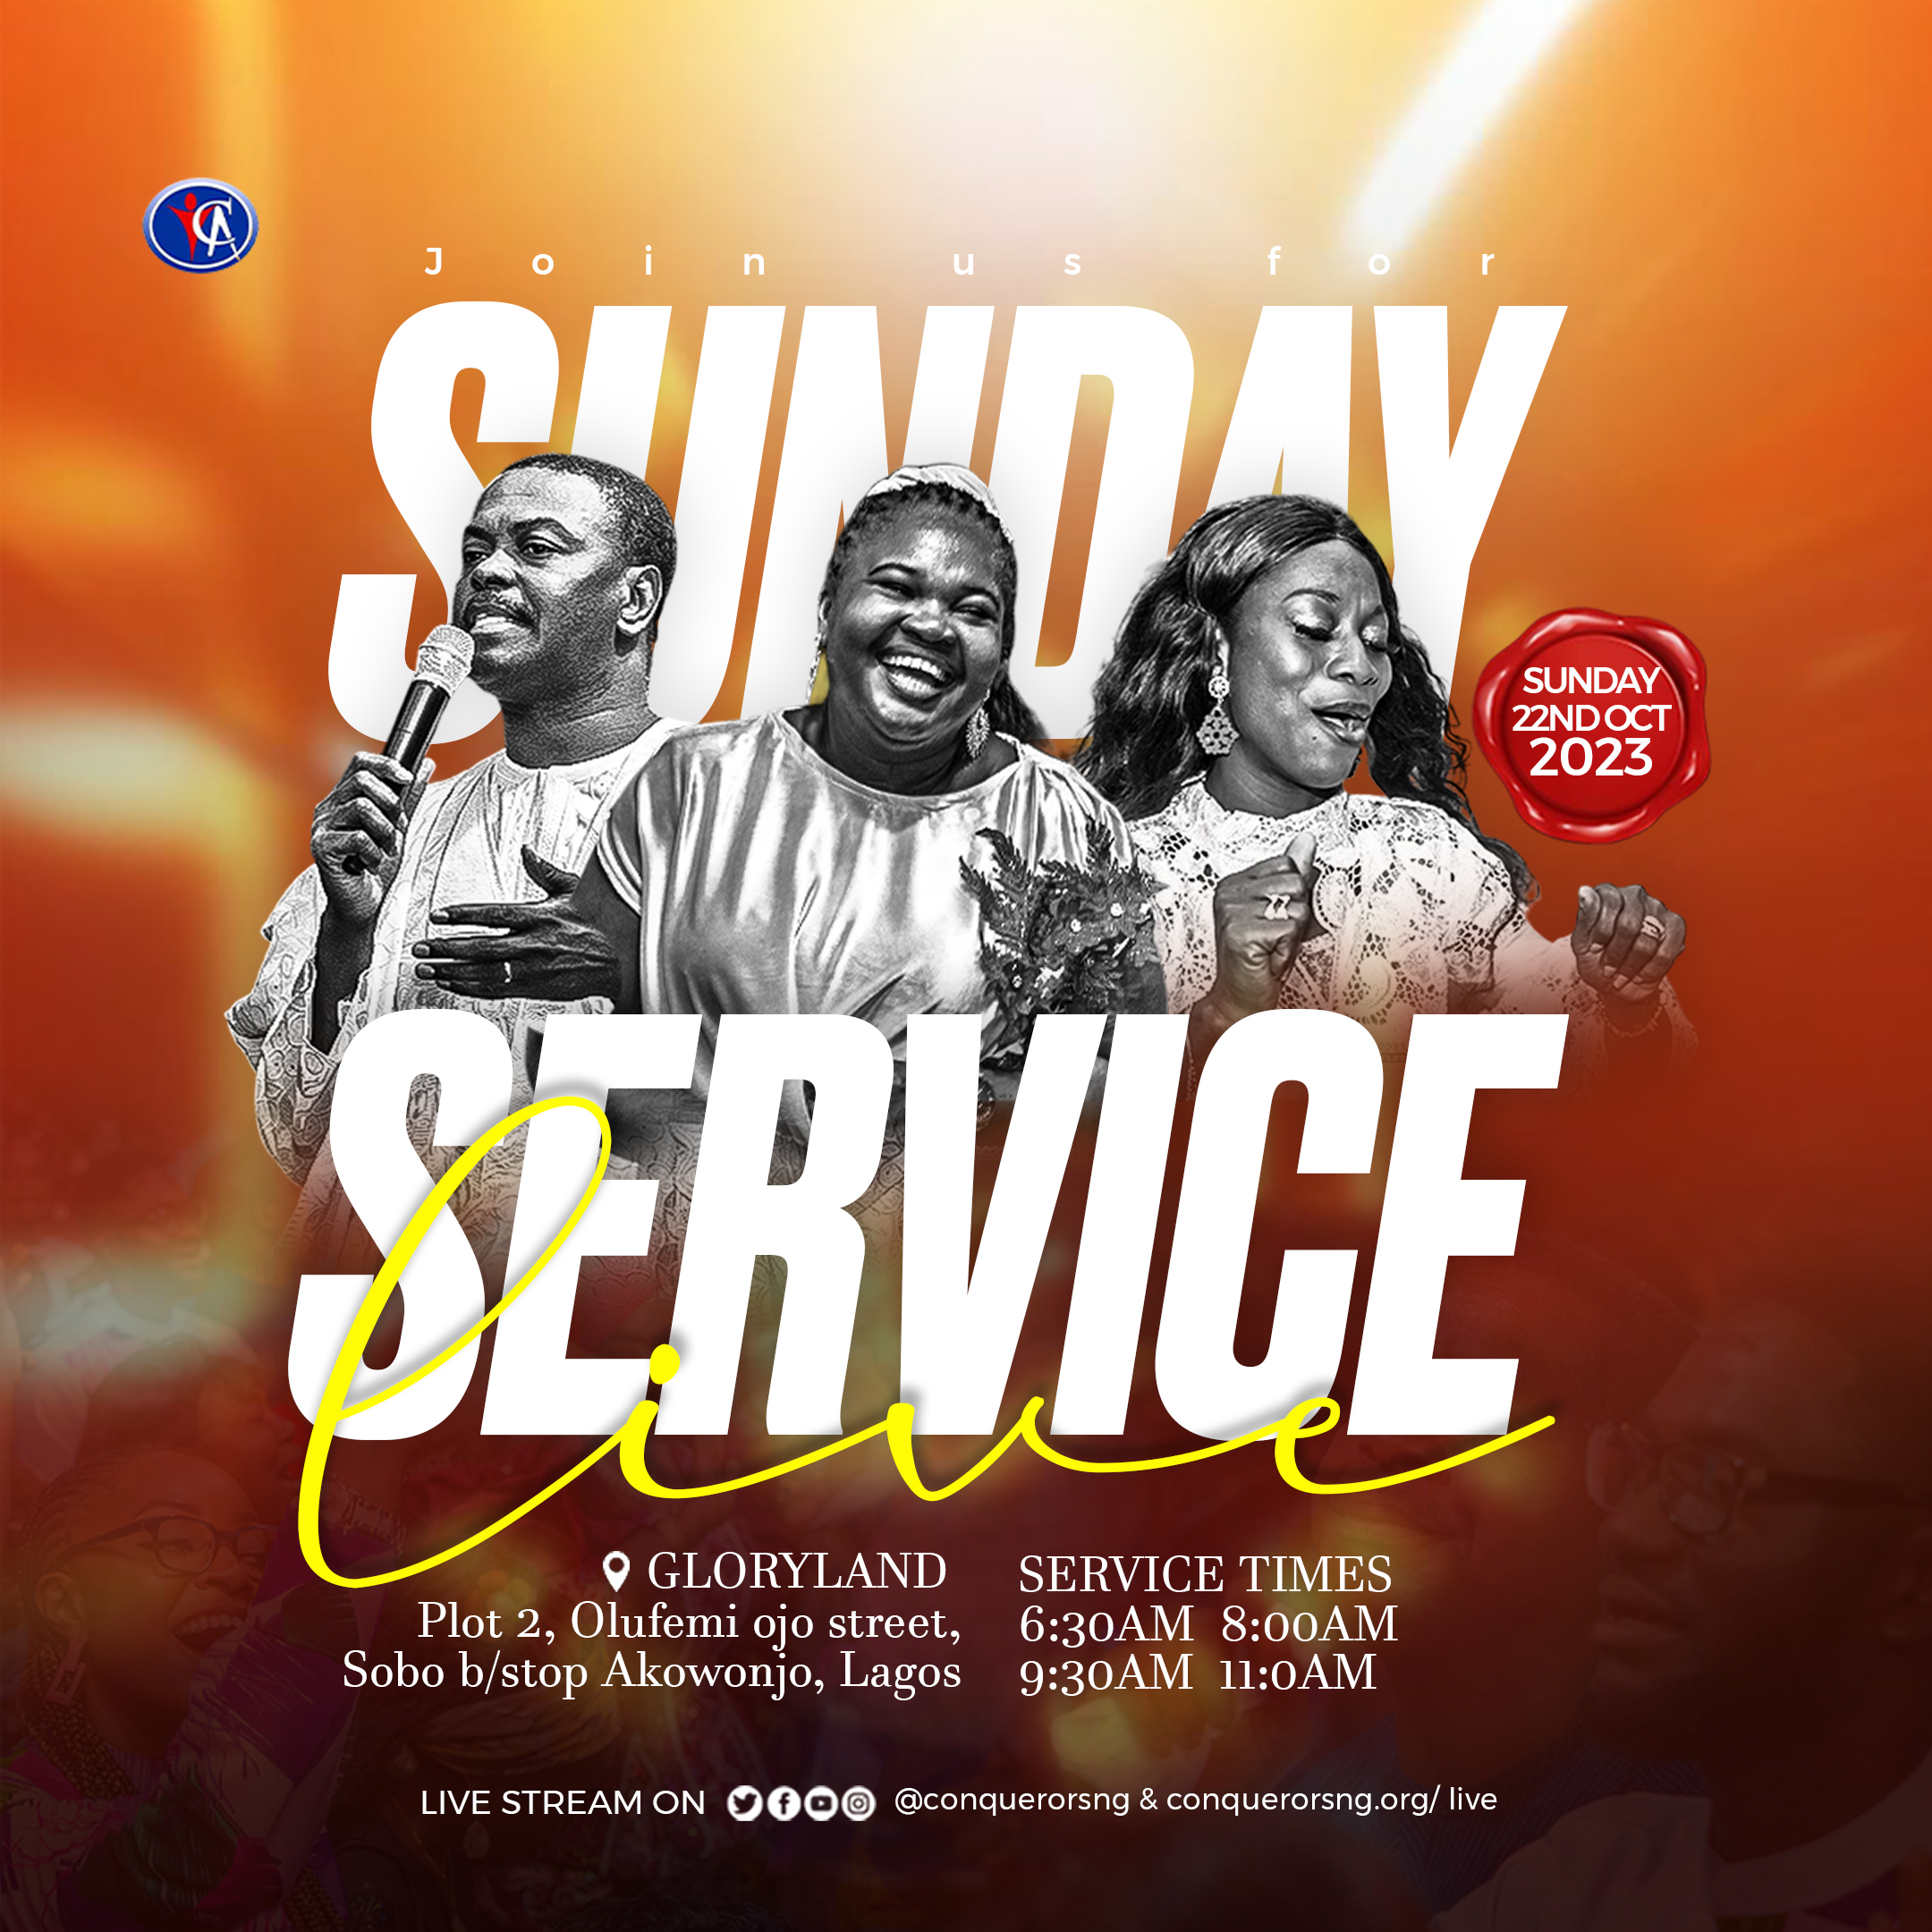 CA
Join us for
SUNDAY
SUNDAY
22ND OCT
2023
SERVICE
live
GLORYLAND
Plot 2, Olufemi ojo street,
Sobo b/stop Akowonjo, Lagos
SERVICE TIMES
6:30AM 8:00AM
9:30AM 11:0AM
LIVE STREAM ON @conquerorsng & conquerorsng.org/ live